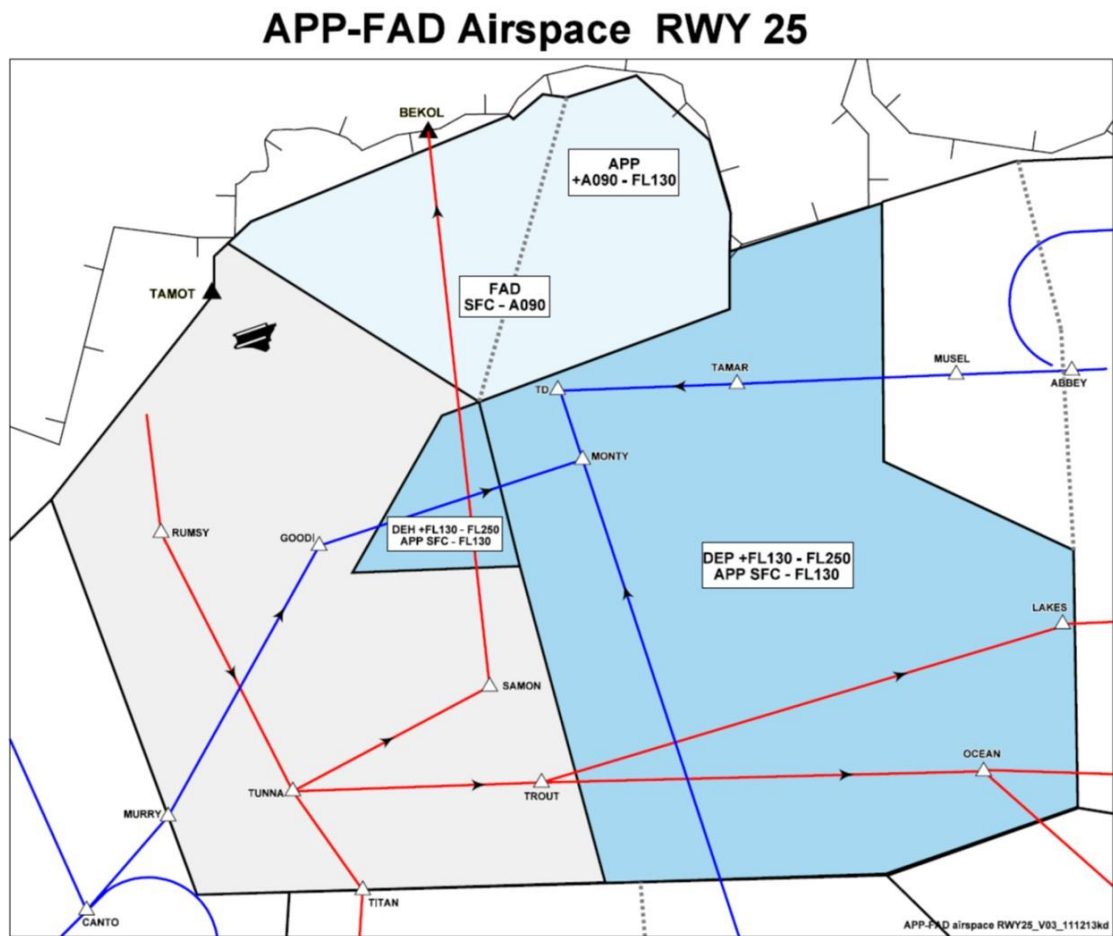 APP-FAD Airspace RWY 25
BEKOL
APP
+A090 - FL130
TAMOT
FAD
SFC - A090
TD
TAMAR
MUSEL
ABBEY
MONTY
RUMSY
GOODI
DEH +FL130 - FL250
APP SFC - FL130
DEP +FL130 - FL250
APP SFC - FL130
LAKES
SAMON
OCEAN
TUNNA
TROUT
MURRY
TITAN
CANTO
APP-FAD airspace RWY25_V03_111213kd